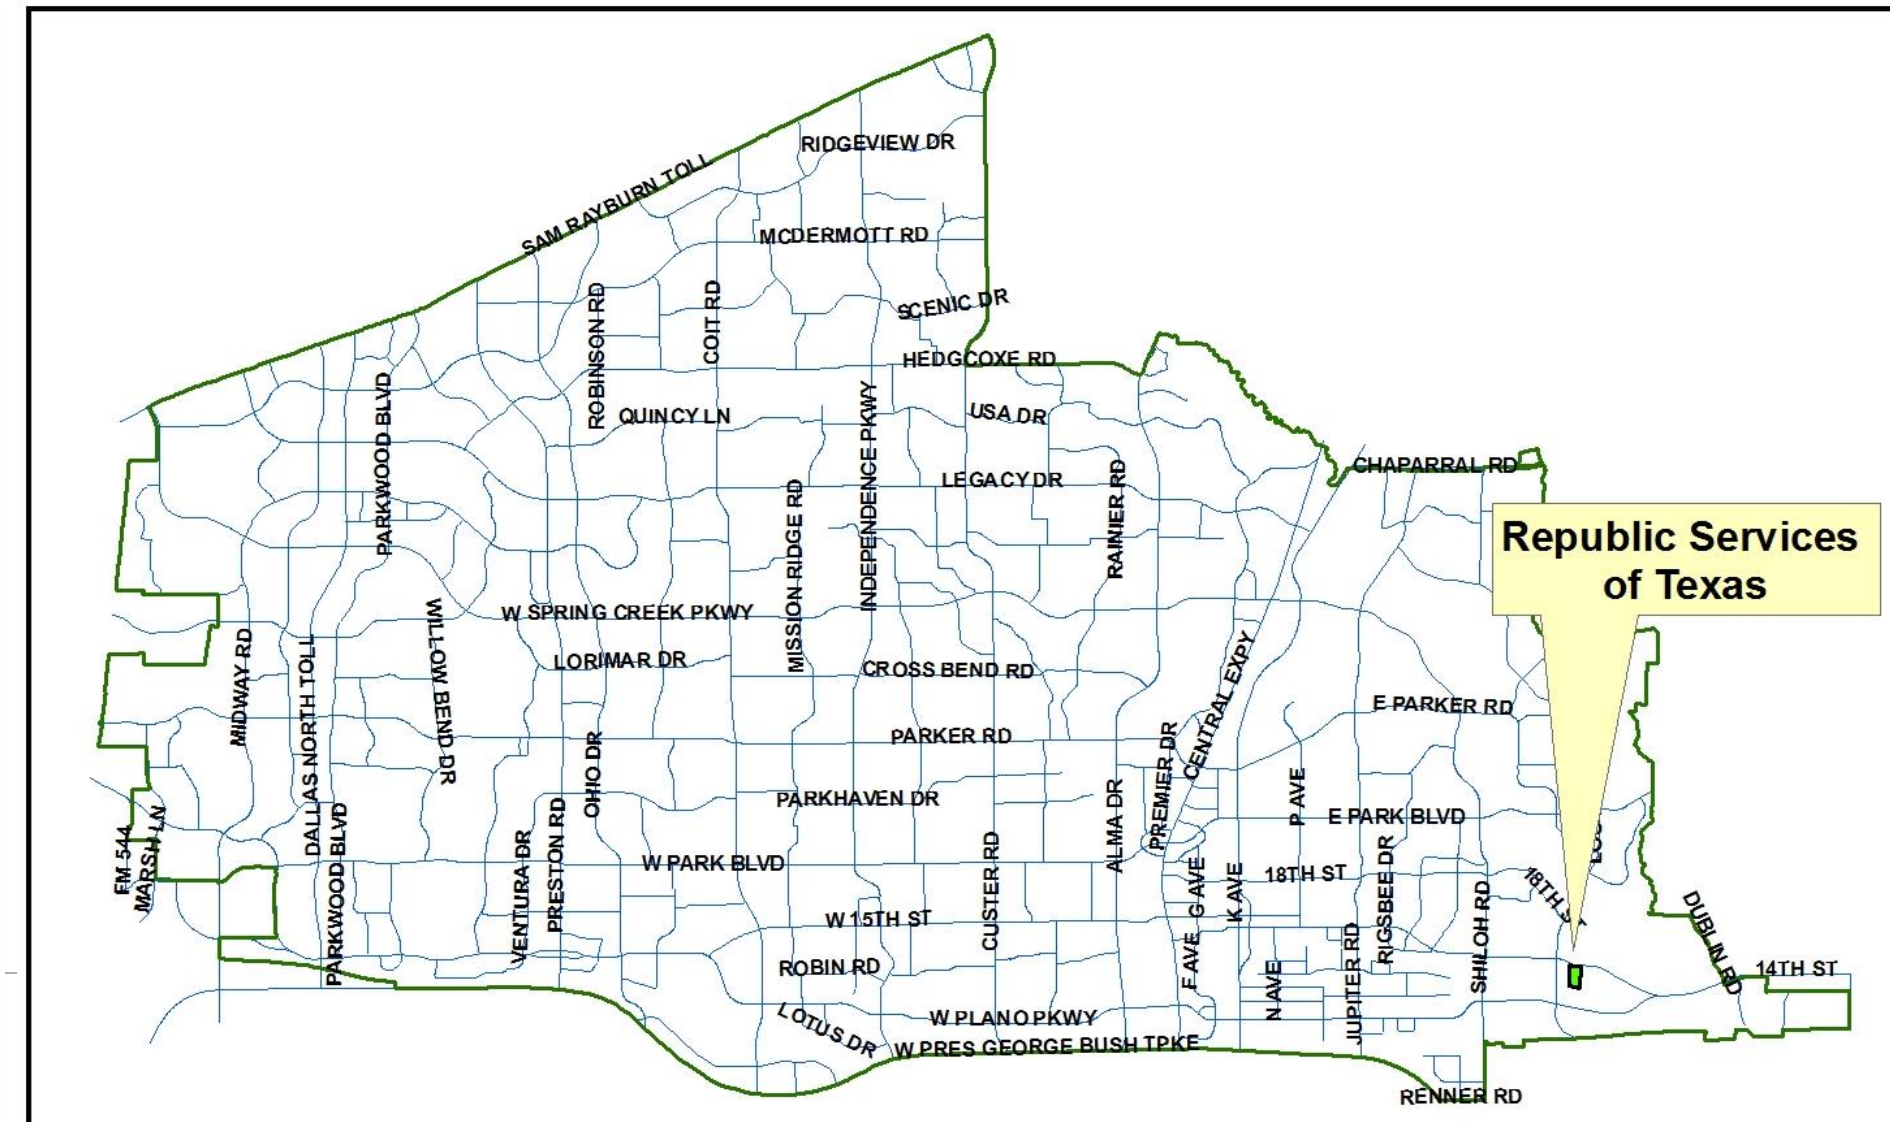 RIDGEVIEW DR
SAM RAYBURN TOLL
MCDERMOTT RD
ROBINSON RD
COIT RD
SCENIC DR
HEDGCOXE RD
PARKWOOD BLVD
QUINCY LN
INDEPENDENCE PKWY
USA DR
LEGACY DR
RAINIER RD
CHAPARRAL RD
MISSION RIDGE RD
Republic Services
of Texas
WILLOW BEND DR
W SPRING CREEK PKWY
MIDWAY RD
DALLAS NORTH TOLL
LORIMAR DR
CROSS BEND RD
CENTRAL EXPY
E PARKER RD
PARKER RD
PREMIER DR
OHIO DR
P AVE
PARKHAVEN DR
ALMA DR
E PARK BLVD
FM 544
MARSH LN
PARKWOOD BLVD
VENTURA DR
PRESTON RD
W PARK BLVD
CUSTER RD
G AVE
K AVE
18TH ST
RIGSBEE DR
SHILOH RD
18TH ST
DUBLIN RD
W 15TH ST
F AVE
N AVE
JUPITER RD
ROBIN RD
14TH ST
LOTUS DR
W PLANO PKWY
W PRES GEORGE BUSH TPKE
RENNER RD